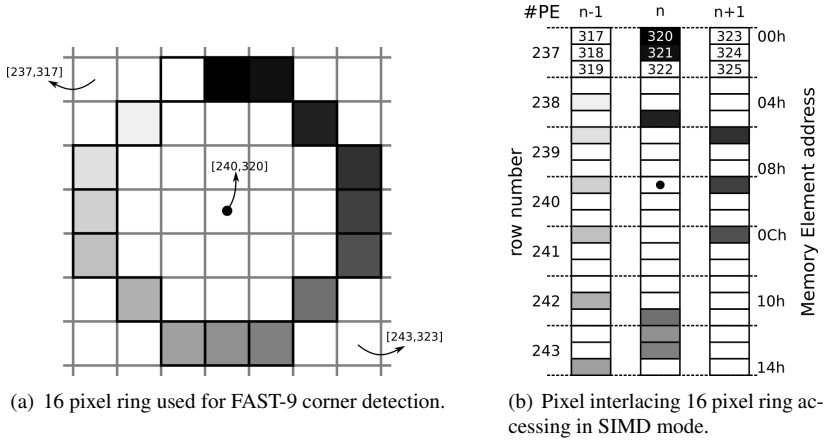 [237,317]
[240,320]
[243,323]
(a) 16 pixel ring used for FAST-9 corner detection.
#PE n-1 n n+1
237 317 320 323 00h
318 321 324
319 322 325
238 04h
239
08h
240
0Ch
241
242 10h
243
14h
row number
Memory Element address
(b) Pixel interlacing 16 pixel ring ac-
cessing in SIMD mode.